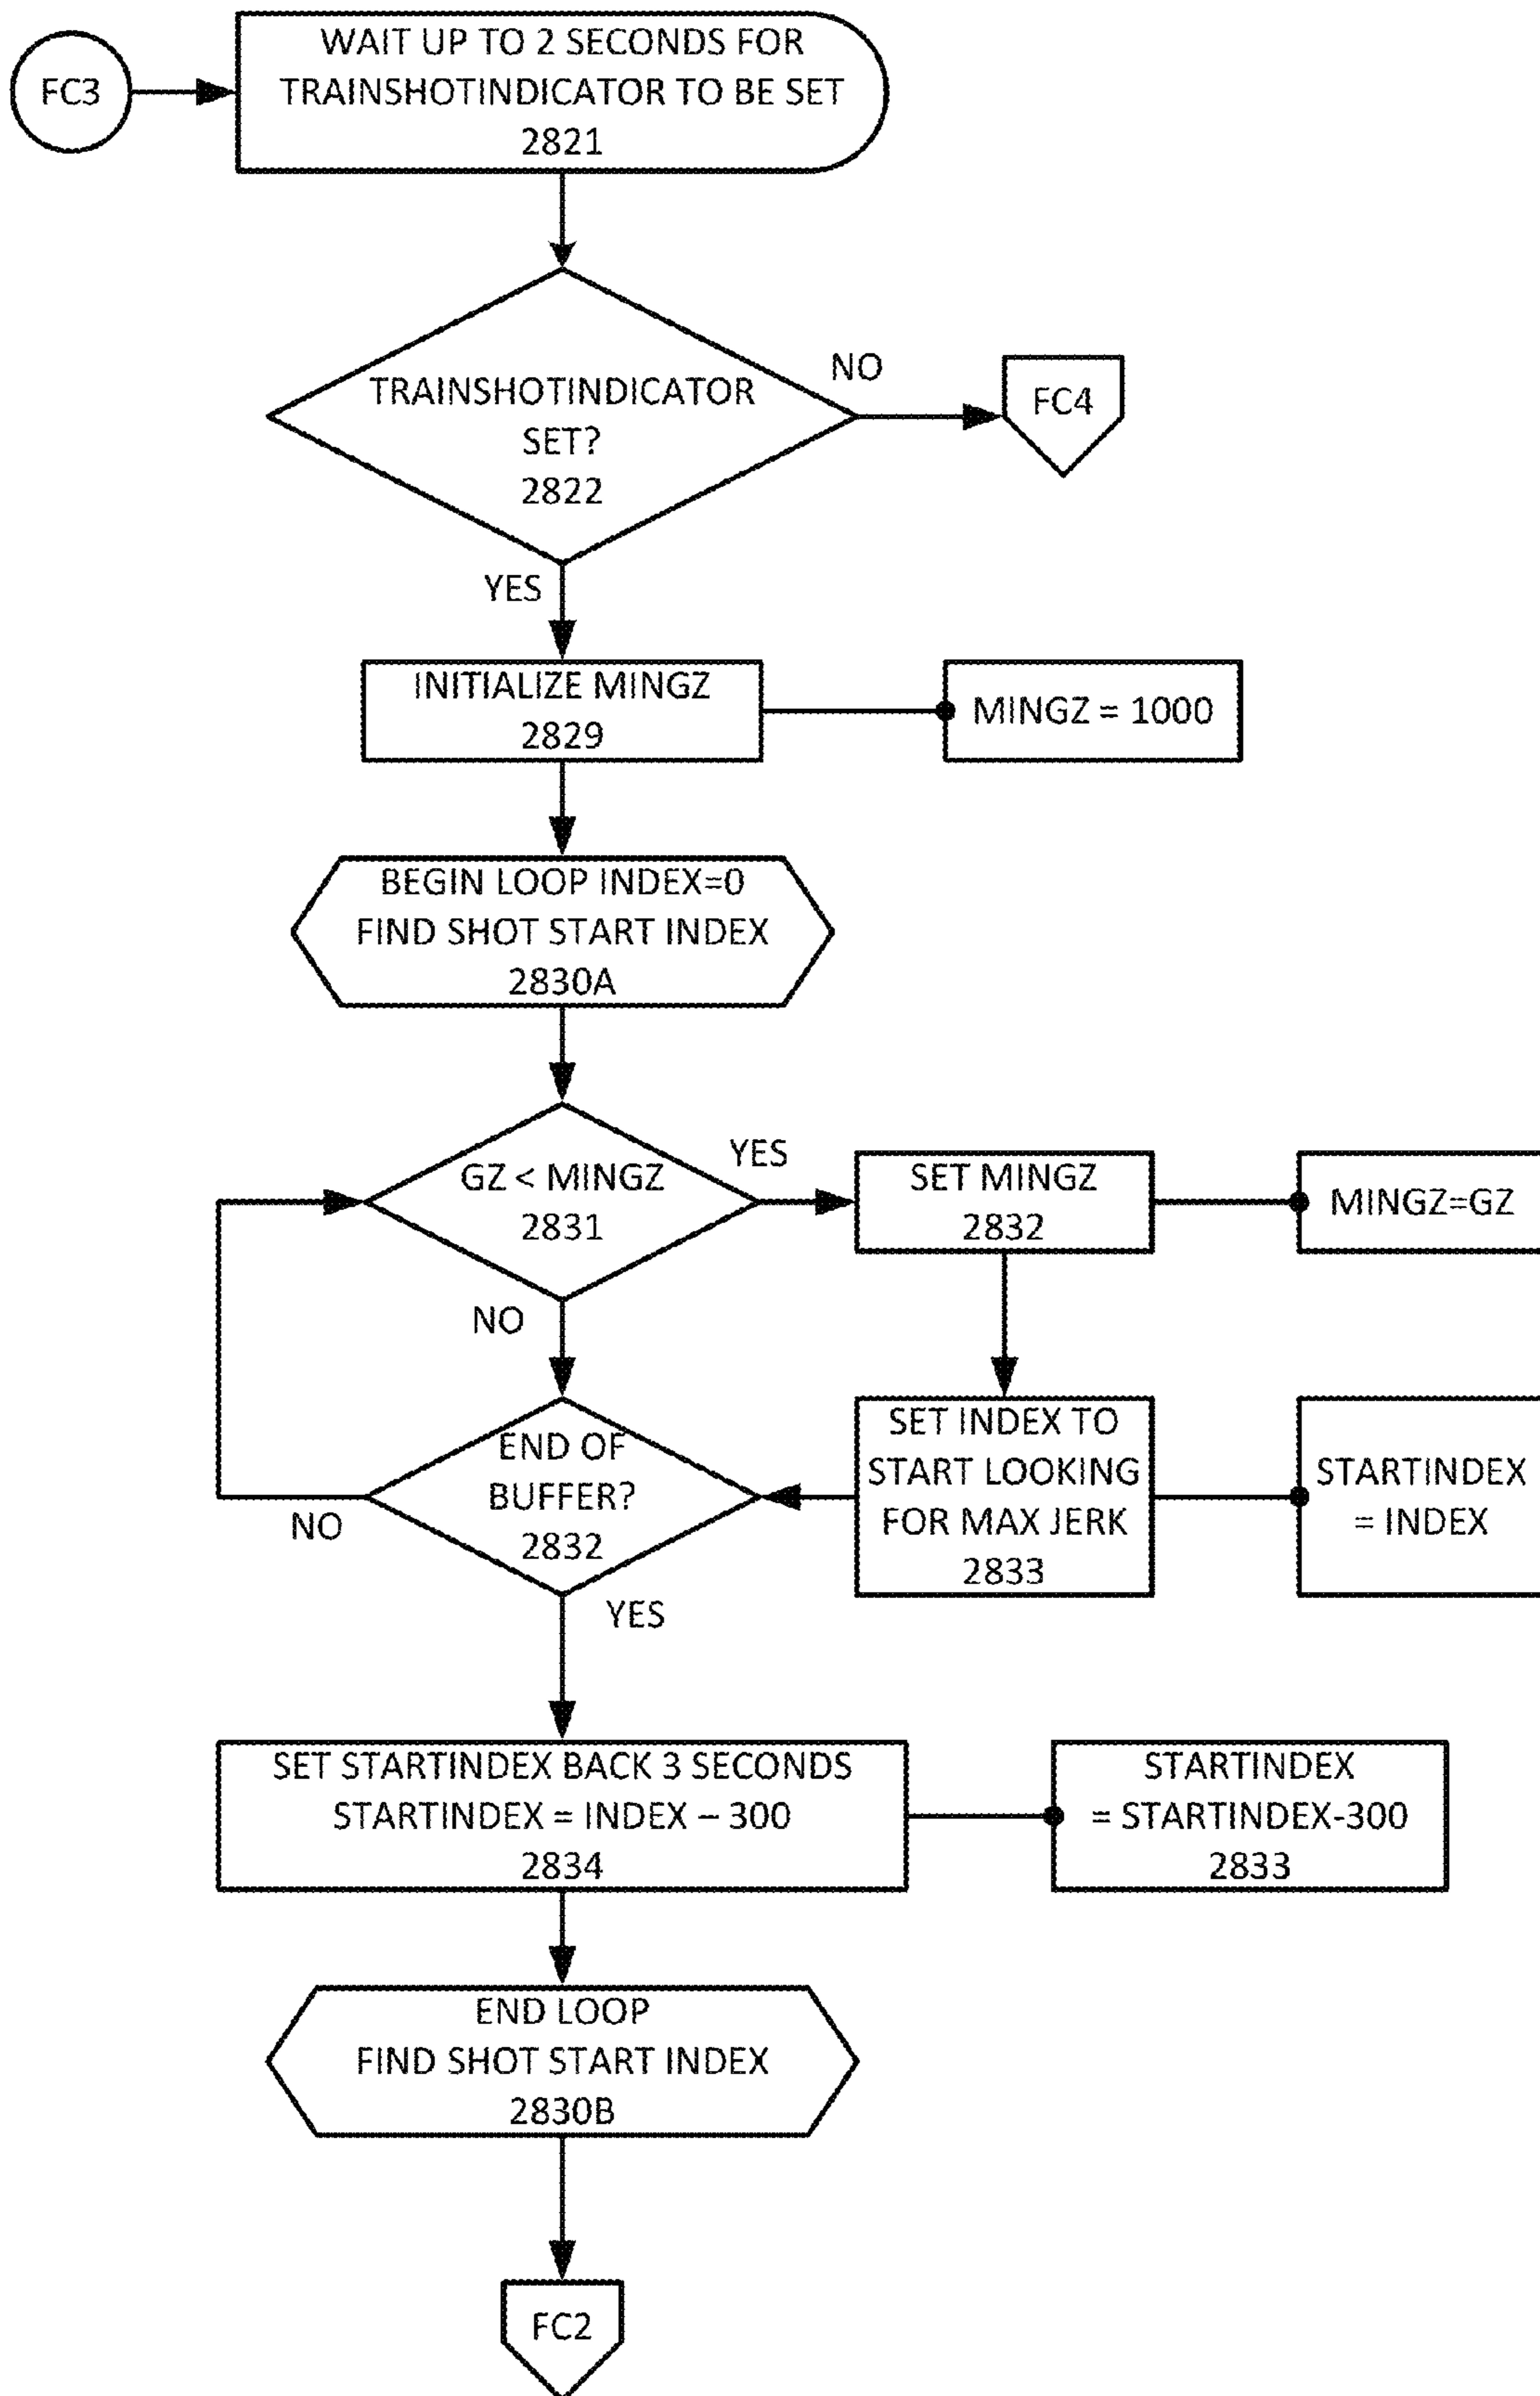 FC3
WAIT UP TO 2 SECONDS FOR
TRAINSHOTINDICATOR TO BE SET
2821
TRAINSHOTINDICATOR
SET?
2822
NO
FC4
YES
INITIALIZE MINGZ
2829
MINGZ = 1000
BEGIN LOOP INDEX=0
FIND SHOT START INDEX
2830A
GZ < MINGZ
2831
YES
SET MINGZ
2832
MINGZ=GZ
NO
END OF
BUFFER?
2832
NO
SET INDEX TO
START LOOKING
FOR MAX JERK
2833
STARTINDEX
= INDEX
YES
SET STARTINDEX BACK 3 SECONDS
STARTINDEX = INDEX – 300
2834
STARTINDEX
= STARTINDEX-300
2833
END LOOP
FIND SHOT START INDEX
2830B
FC2